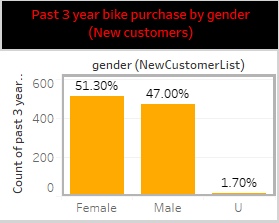 Past 3 year bike purchase by gender
(New customers)
gender (NewCustomerList)
Count of past 3 year..
600
400
200
0
51.30%
47.00%
1.70%
Female
Male
U